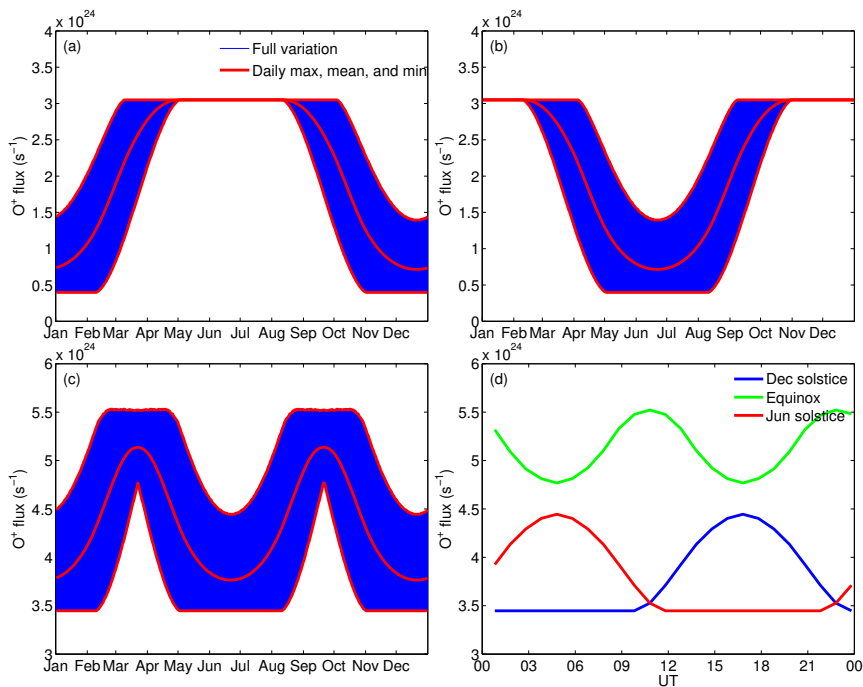 x 10^24
(a)
Full variation
Daily max, mean, and min
O+ flux (s−1)
4
3.5
3
2.5
2
1.5
1
0.5
0
Jan Feb Mar Apr May Jun Jul Aug Sep Oct Nov Dec
x 10^24
(b)
O+ flux (s−1)
4
3.5
3
2.5
2
1.5
1
0.5
0
Jan Feb Mar Apr May Jun Jul Aug Sep Oct Nov Dec
x 10^24
(c)
O+ flux (s−1)
6
5.5
5
4.5
4
3.5
3
Jan Feb Mar Apr May Jun Jul Aug Sep Oct Nov Dec
x 10^24
(d)
Dec solstice
Equinox
Jun solstice
O+ flux (s−1)
6
5.5
5
4.5
4
3.5
3
00 03 06 09 12 15 18 21 00
UT